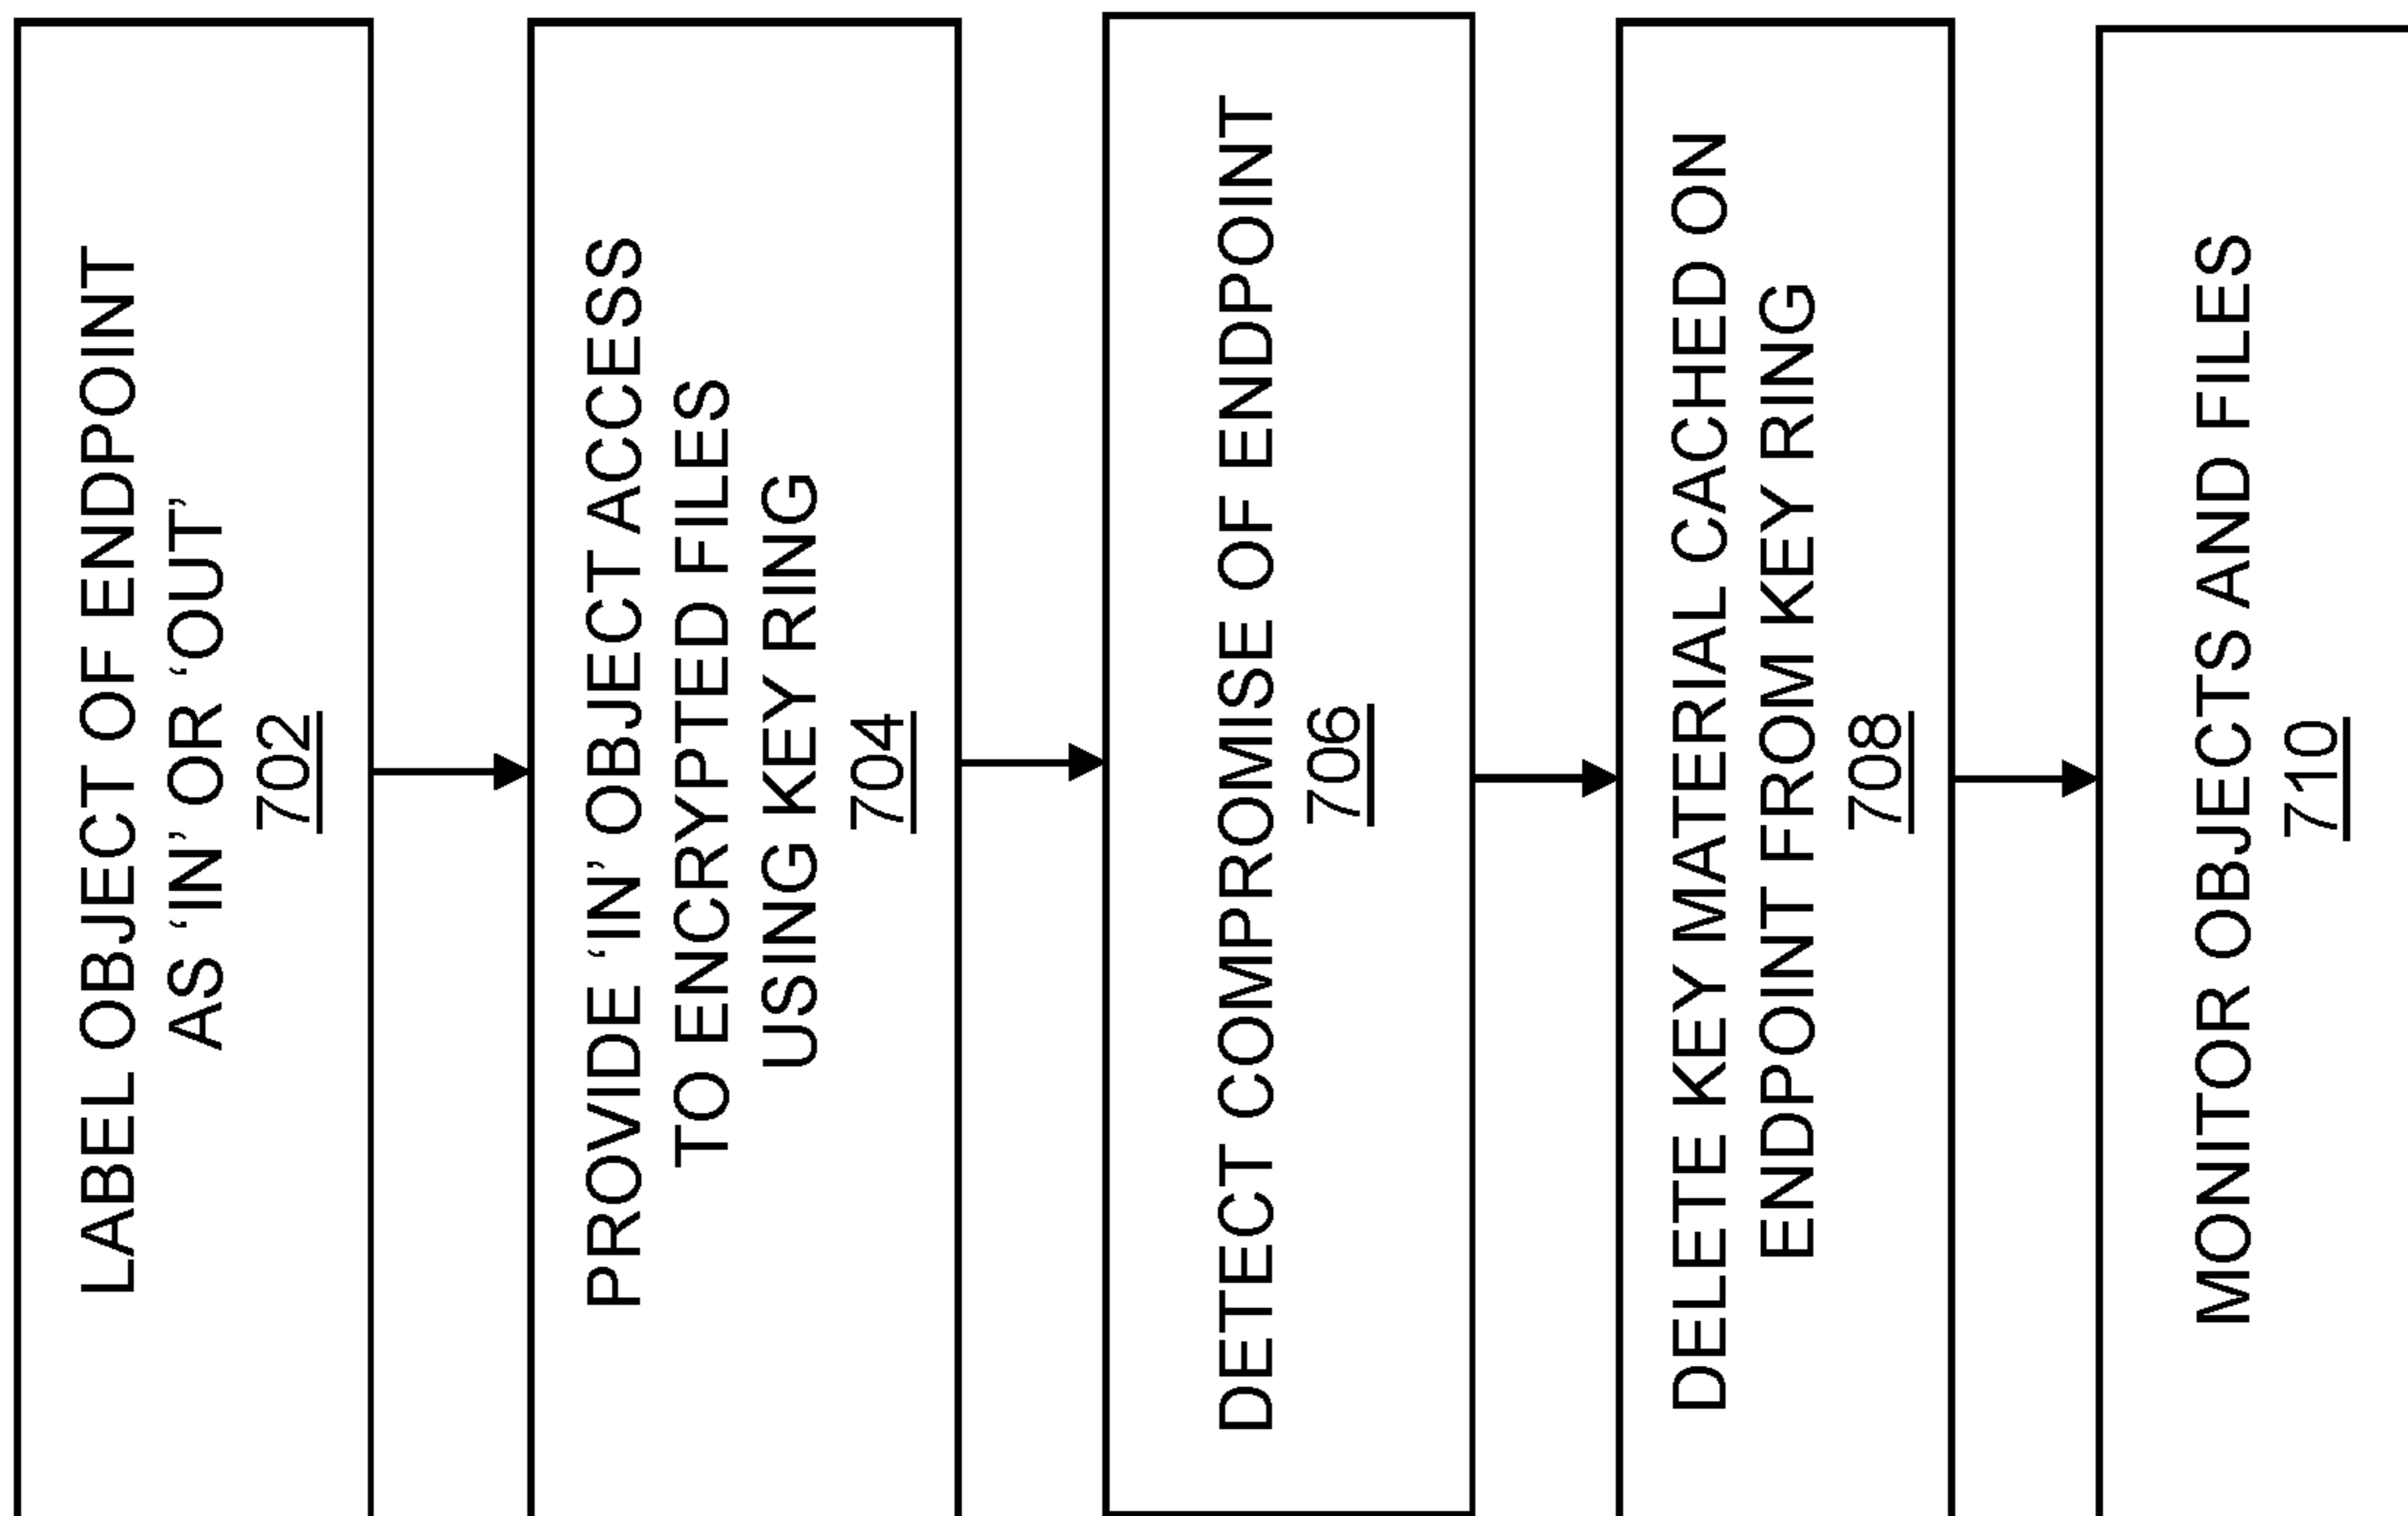 LABEL OBJECT OF ENDPOINT
AS ‘IN’ OR ‘OUT’
702
PROVIDE ‘IN’ OBJECT ACCESS
TO ENCRYPTED FILES
USING KEY RING
704
DETECT COMPROMISE OF ENDPOINT
706
DELETE KEY MATERIAL CACHED ON
ENDPOINT FROM KEY RING
708
MONITOR OBJECTS AND FILES
710